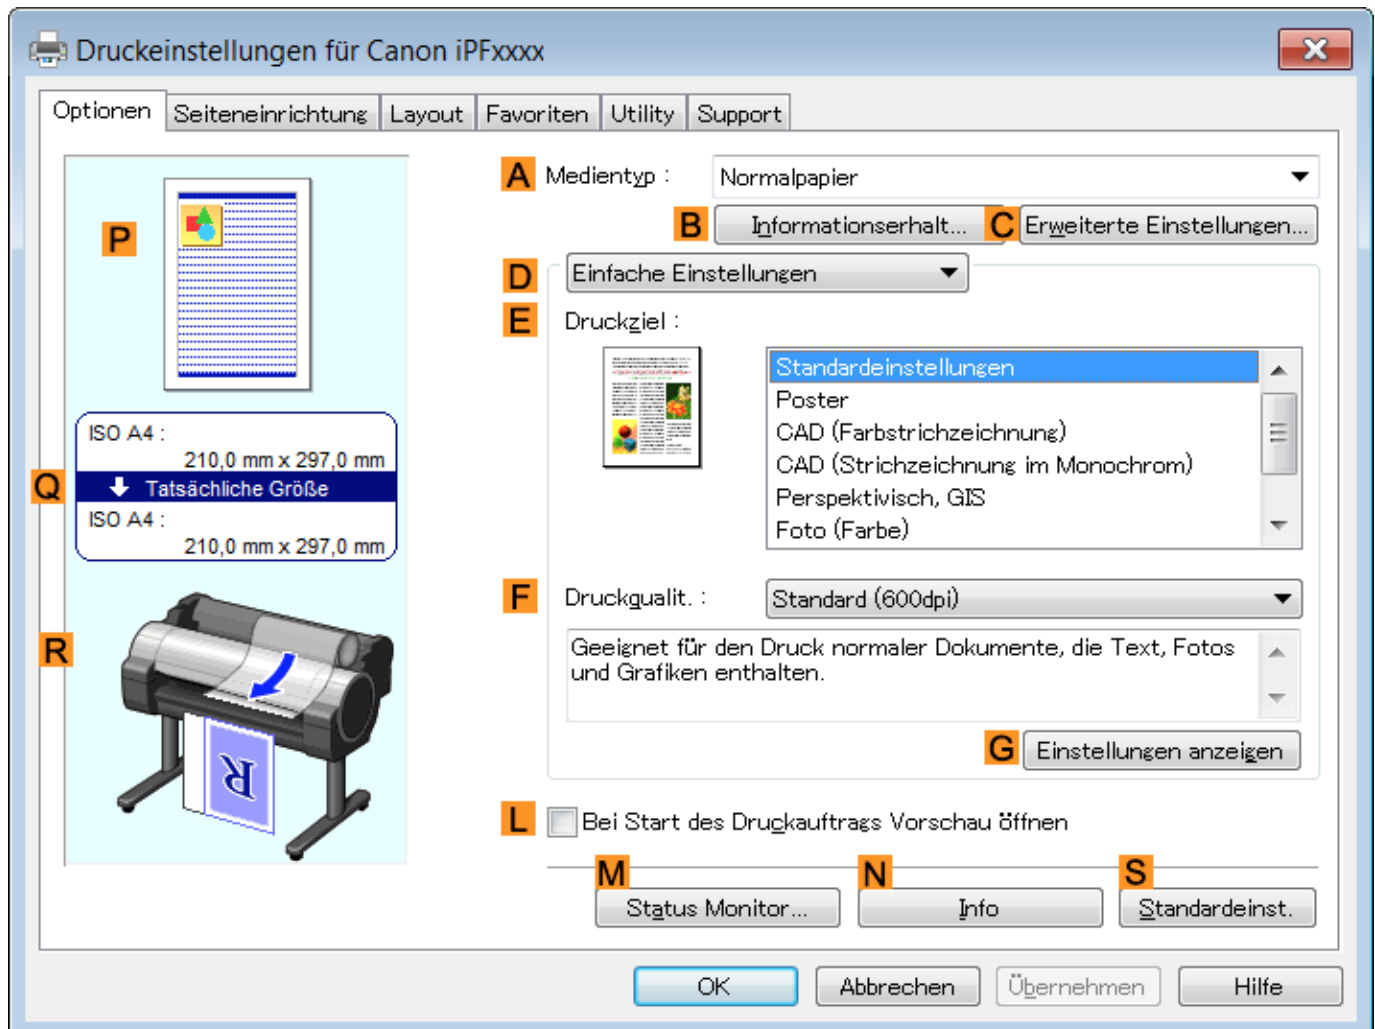 Druckeinstellungen für Canon iPFxxxx
Optionen Seiteneinrichtung Layout Favoriten Utility Support
A Medientyp : Normalpapier
B Informationserhalt... C Erweiterte Einstellungen...
P
D Einfache Einstellungen
E Druckziel :
Standardeinstellungen
Poster
CAD (Farbstrichzeichnung)
CAD (Strichzeichnung im Monochrom)
Perspektivisch, GIS
Foto (Farbe)
ISO A4 :
210,0 mm x 297,0 mm
Q Tatsächliche Größe
ISO A4 :
210,0 mm x 297,0 mm
F Druckqualit. : Standard (600dpi)
Geeignet für den Druck normaler Dokumente, die Text, Fotos
und Grafiken enthalten.
R
R
G Einstellungen anzeigen
L Bei Start des Druckauftrags Vorschau öffnen
M N S
Status Monitor... Info Standardeinst.
OK Abbrechen Übernehmen Hilfe